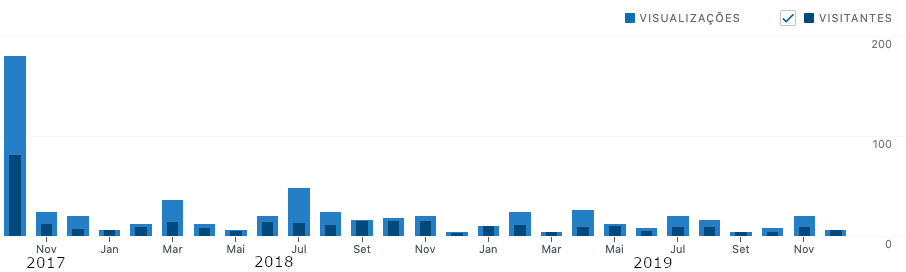 VISUALIZAÇÕES VISITANTES
200
100
0
Nov Jan Mar Mai Jul Set Nov Jan Mar Mai Jul Set Nov
2017 2018 2019